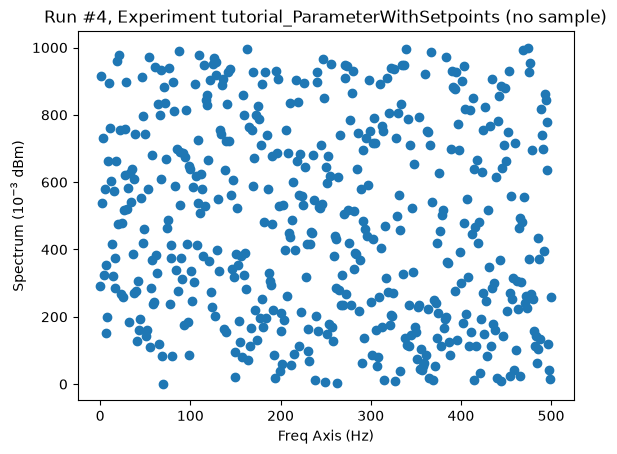 Run #4, Experiment tutorial_ParameterWithSetpoints (no sample)
1000
800
600
400
200
0
Spectrum (10⁻³ dBm)
0 100 200 300 400 500
Freq Axis (Hz)